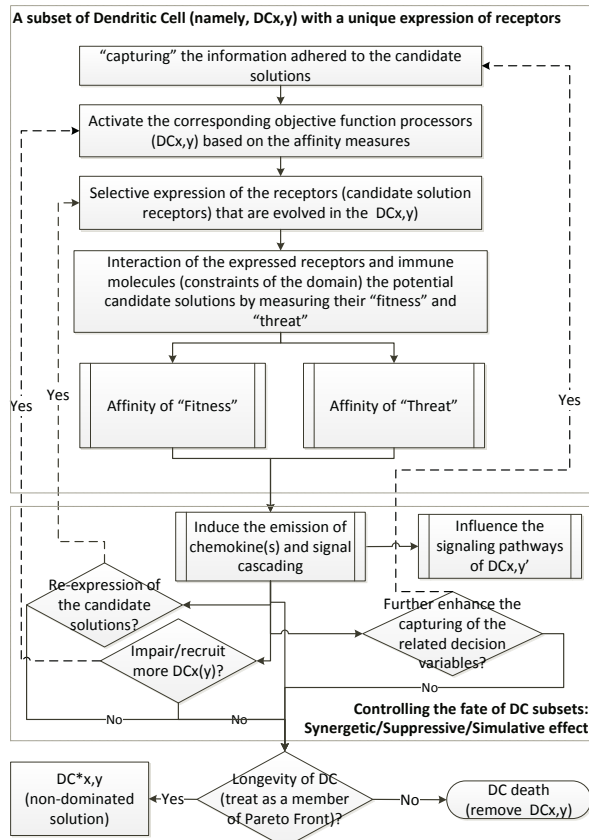 A subset of Dendritic Cell (namely, DCx,y) with a unique expression of receptors
“capturing” the information adhered to the candidate
solutions
Activate the corresponding objective function processors
(DCx,y) based on the affinity measures
Selective expression of the receptors (candidate solution
receptors) that are evolved in the DCx,y)
Interaction of the expressed receptors and immune
molecules (constraints of the domain) the potential
candidate solutions by measuring their “fitness” and
“threat”
Affinity of “Fitness”
Affinity of “Threat”
Yes
Yes
Yes
Induce the emission of
chemokine(s) and signal
cascading
Influence the
signaling pathways
of DCx,y’
Re-expression of
the candidate
solutions?
Further enhance the
capturing of the
related decision
variables?
Impair/recruit
more DCx(y)?
No
No
No
Controlling the fate of DC subsets:
Synergetic/Suppressive/Simulative effect
DC*x,y
(non-dominated
solution)
Yes
Longevity of DC
(treat as a member
of Pareto Front)?
No
DC death
(remove DCx,y)